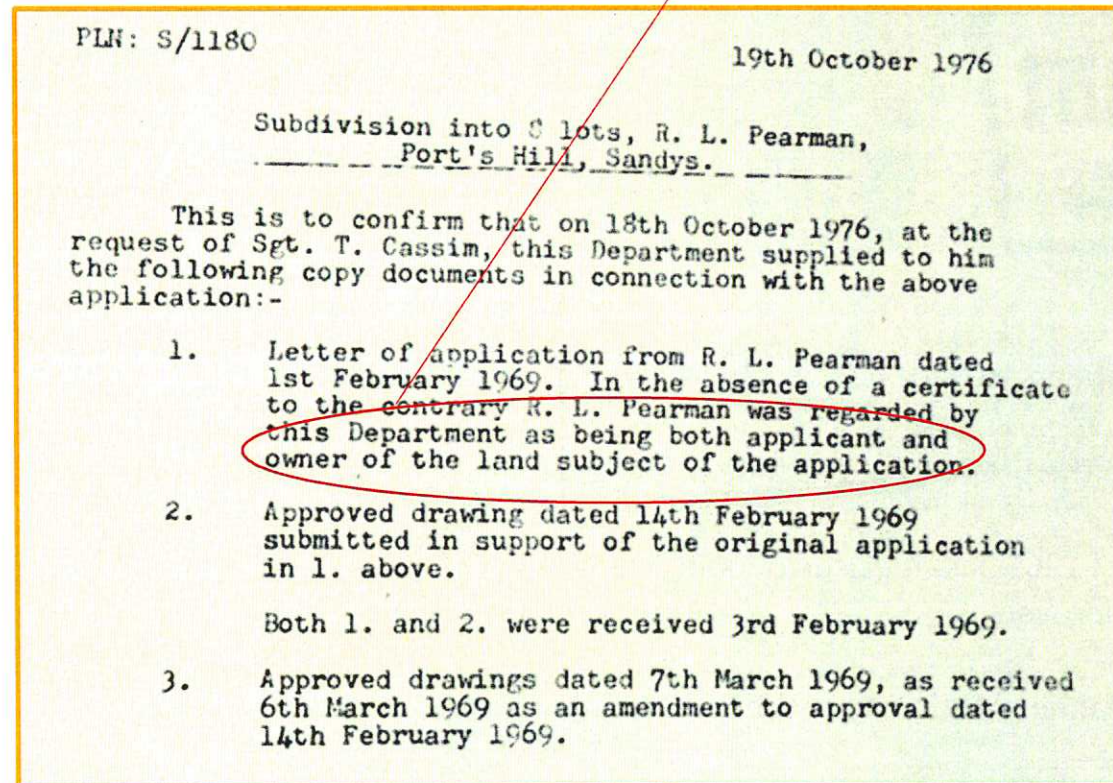 PLN: S/1180
19th October 1976
Subdivision into lots, R. L. Pearman,
Port's Hill, Sandys.
This is to confirm that on 18th October 1976, at the
request of Sgt. T. Cassim, this Department supplied to him
the following copy documents in connection with the above
application:-
1. Letter of application from R. L. Pearman dated
1st February 1969. In the absence of a certificate
to the contrary R. L. Pearman was regarded by
this Department as being both applicant and
owner of the land subject of the application.
2. Approved drawing dated 14th February 1969
submitted in support of the original application
in 1. above.
Both 1. and 2. were received 3rd February 1969.
3. Approved drawings dated 7th March 1969, as received
6th March 1969 as an amendment to approval dated
14th February 1969.